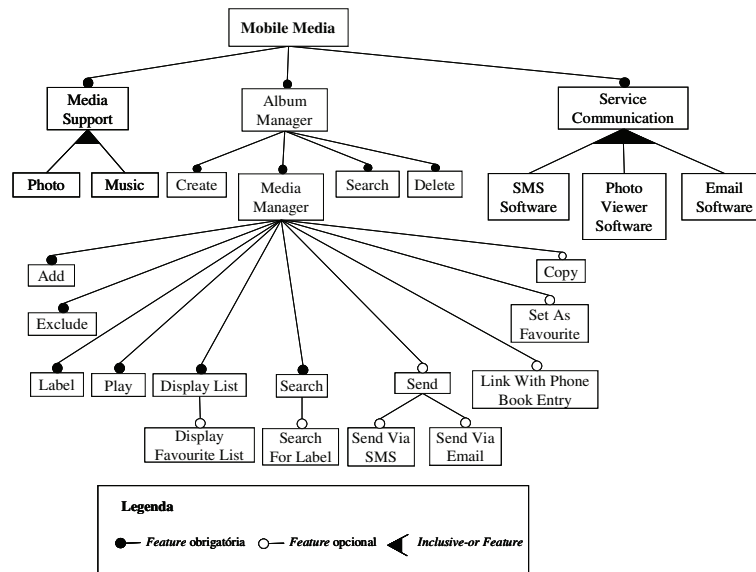 Mobile Media
Media
Support
Album
Manager
Service
Communication
Photo
Music
Create
Media
Manager
Search
Delete
SMS
Software
Photo
Viewer
Software
Email
Software
Add
Copy
Exclude
Set As
Favourite
Label
Play
Display List
Search
Send
Link With Phone
Book Entry
Display
Favourite List
Search
For Label
Send Via
SMS
Send Via
Email
Legenda
Feature obrigatória
Feature opcional
Inclusive-or Feature